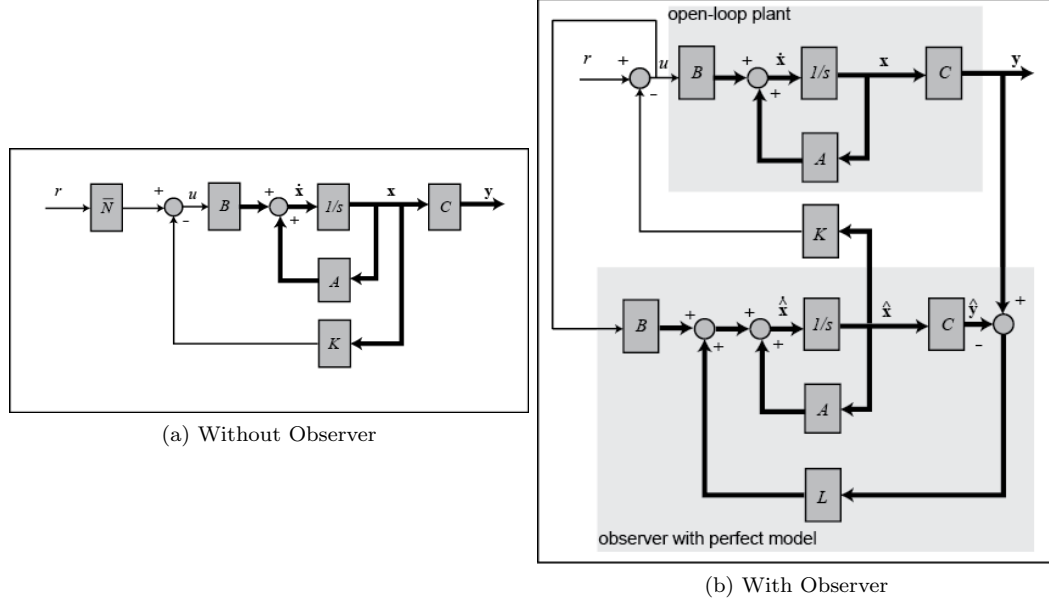 r N̅ + - u B + + ẋ 1/s x C y
A
K
(a) Without Observer
open-loop plant
r + - u B + + ẋ 1/s x C y
A
K
B + + + + x̂̇ 1/s x̂ C ŷ + -
A
L
observer with perfect model
(b) With Observer